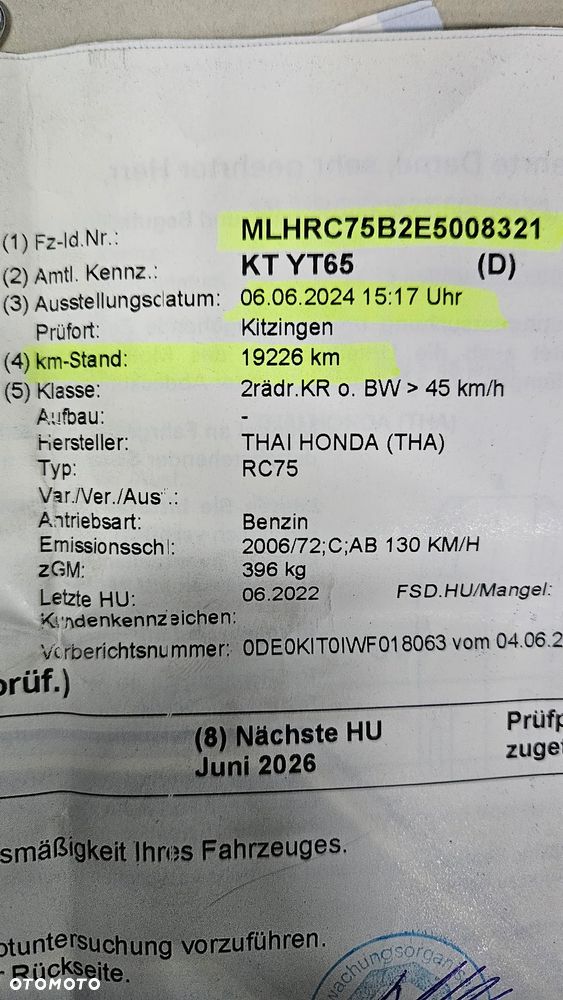 (1) Fz-Id.Nr.: MLHRC75B2E5008321
(2) Amtl. Kennz.: KT YT65 (D)
(3) Ausstellungsdatum: 06.06.2024 15:17 Uhr
Prüfort: Kitzingen
(4) km-Stand: 19226 km
(5) Klasse: 2rädr.KR o. BW > 45 km/h
Aufbau: -
Hersteller: THAI HONDA (THA)
Typ: RC75
Var./Ver./Aus .:
Antriebsart: Benzin
Emissionsschl: 2006/72;C;AB 130 KM/H
zGM: 396 kg
Letzte HU: 06.2022 FSD.HU/Mangel:
Kundenkennzeichen:
Vorberichtsnummer: 0DE0KIT0IWF018063 vom 04.06.2
orüf.)
(8) Nächste HU Prüfp
Juni 2026 zuget
smäßigkeit Ihres Fahrzeuges.
otuntersuchung vorzuführen.
r Rückseite.
wachungsorganis
OTOMOTO